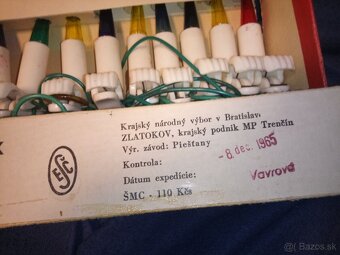 Krajský národný výbor v Bratislav
ZLATOKOV, krajský podnik MP Trenčín
Výr. závod: Piešťany
Kontrola:
- 8. dec. 1965
Dátum expedície:
Vavrová
ŠMC - 110 Kčs
© Bazos.sk